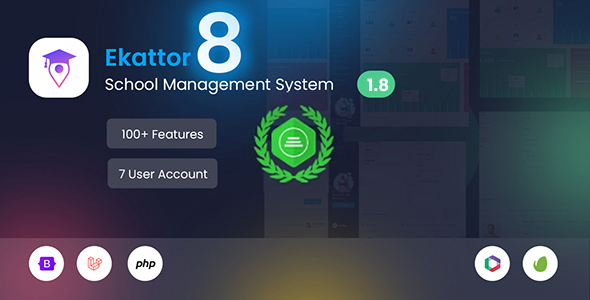 Ekattor 8
School Management System 1.8
100+ Features
7 User Account
B
php